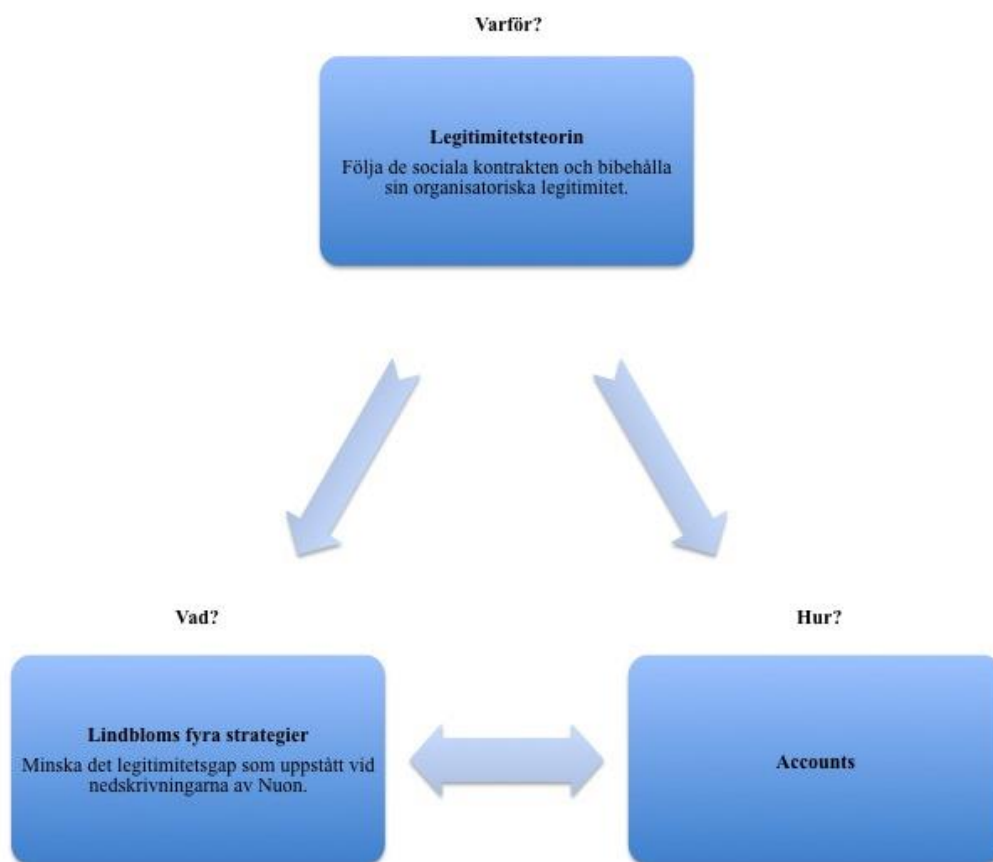 Varför?
Legitimitetsteorin
Följa de sociala kontrakten och bibehålla
sin organisatoriska legitimitet.
Vad?
Hur?
Lindbloms fyra strategier
Minska det legitimitetsgap som uppstått vid
nedskrivningarna av Nuon.
Accounts